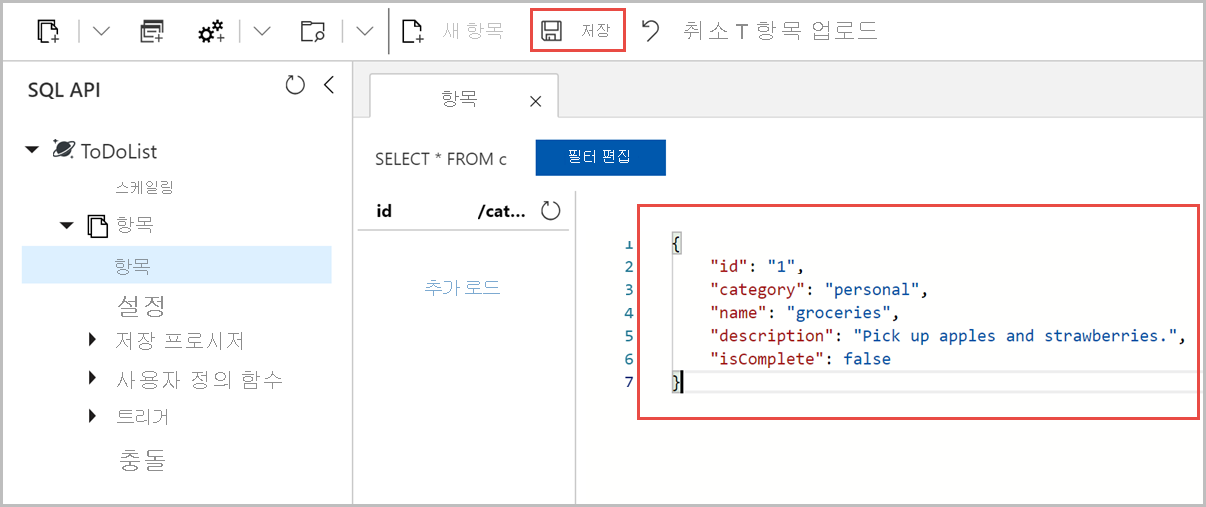 새 항목 저장 취소 T 항목 업로드
SQL API
ToDoList
스케일링
항목
항목
설정
저장 프로시저
사용자 정의 함수
트리거
충돌
항목
SELECT * FROM c 필터 편집
id /cat...
추가 로드
1 {
2 "id": "1",
3 "category": "personal",
4 "name": "groceries",
5 "description": "Pick up apples and strawberries.",
6 "isComplete": false
7 }